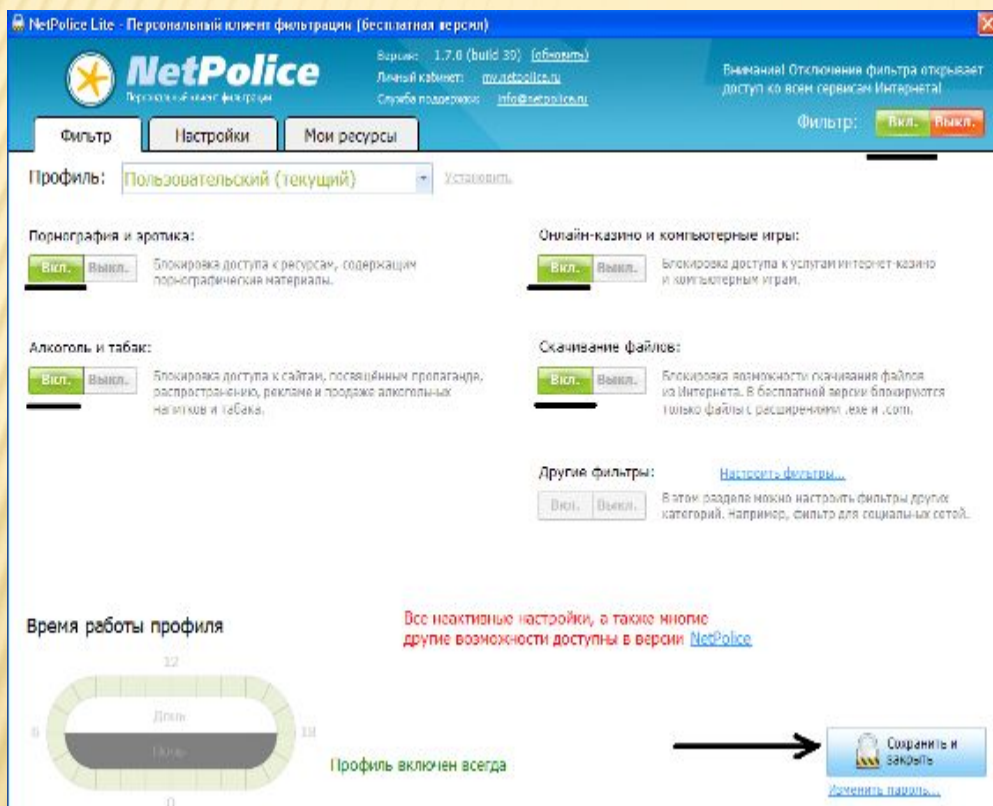 NetPolice Lite - Персональный клиент фильтрации (бесплатная версия)
NetPolice
Персональный клиент фильтрации
Версия: 1.7.0 (build 39) (обновить)
Личный кабинет: my.netpolice.ru
Служба поддержки: info@netpolice.ru
Внимание! Отключения фильтра открывает
доступ ко всем сервисам Интернета!
Фильтр: Вкл. Выкл.
Фильтр Настройки Мои ресурсы
Профиль: Пользовательский (текущий) Установить
Порнография и эротика:
Вкл. Выкл.
Блокировка доступа к ресурсам, содержащим
порнографические материалы.
Онлайн-казино и компьютерные игры:
Вкл. Выкл.
Блокировка доступа к услугам интернет-казино
и компьютерным играм.
Алкоголь и табак:
Вкл. Выкл.
Блокировка доступа к сайтам, посвящённым пропаганде,
распространению, рекламе и продаже алкогольных
напитков и табака.
Скачивание файлов:
Вкл. Выкл.
Блокировка возможности скачивания файлов
из Интернета. В бесплатной версии блокируются
только файлы с расширениями .exe и .com.
Другие фильтры: Настроить фильтры...
Вкл. Выкл.
В этом разделе можно настроить фильтры других
категорий. Например, фильтр для социальных сетей.
Время работы профиля
Все неактивные настройки, а также многие
другие возможности доступны в версии NetPolice
12
День
6 18
Ночь
0
Профиль включен всегда
Сохранить и
закрыть
Изменить пароль...